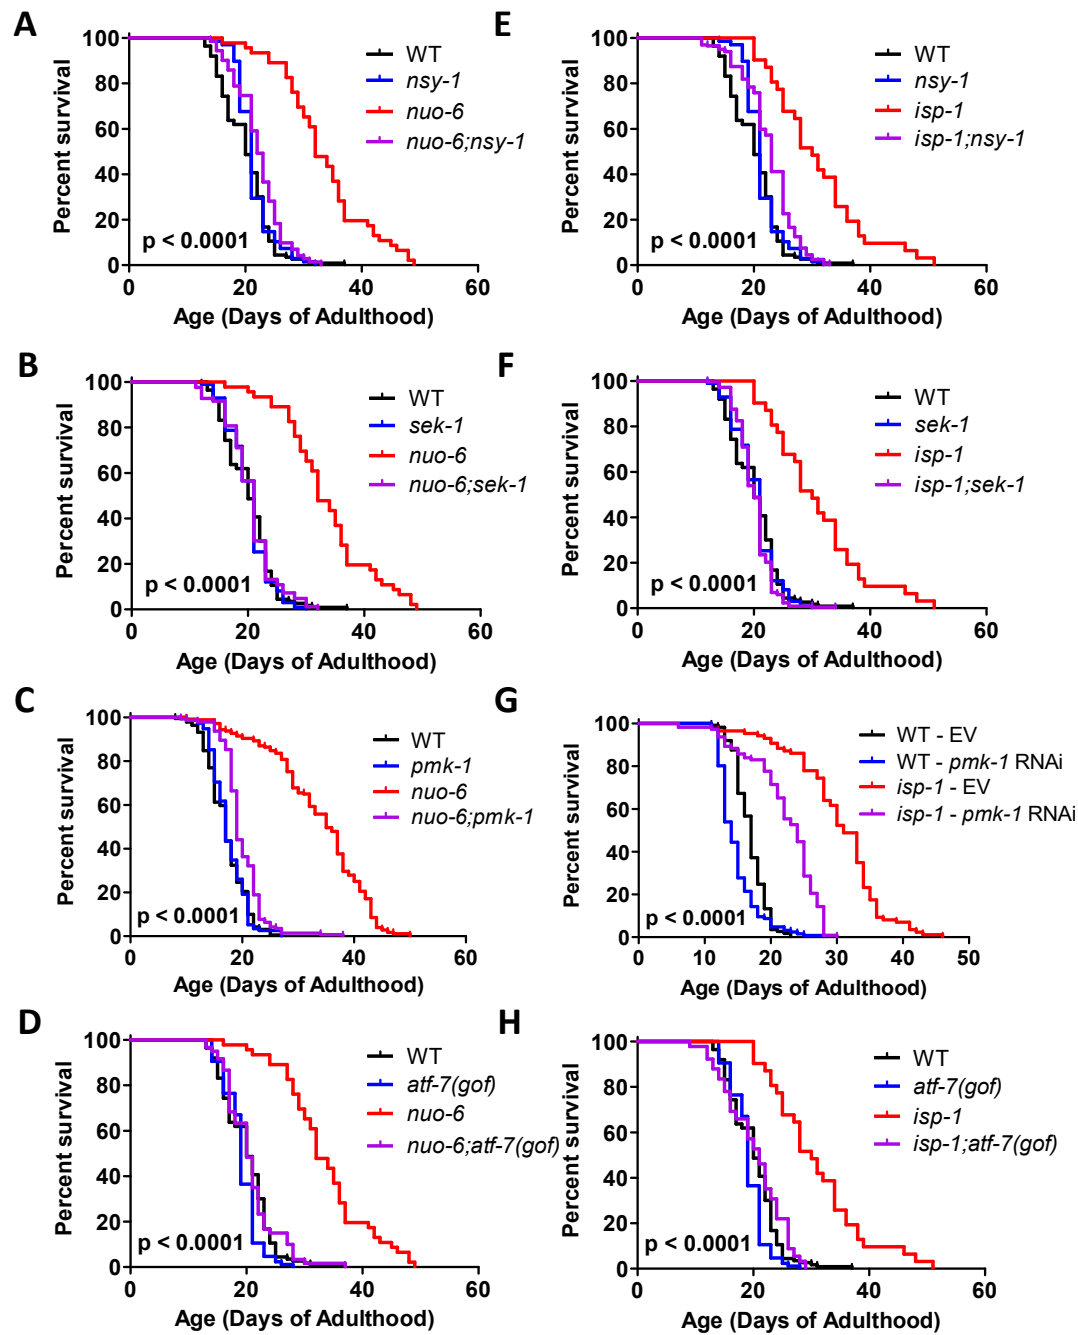 A
Percent survival
100
80
60
40
20
0
WT
nsy-1
nuo-6
nuo-6;nsy-1
p < 0.0001
0 20 40 60
Age (Days of Adulthood)
E
Percent survival
100
80
60
40
20
0
WT
nsy-1
isp-1
isp-1;nsy-1
p < 0.0001
0 20 40 60
Age (Days of Adulthood)
B
Percent survival
100
80
60
40
20
0
WT
sek-1
nuo-6
nuo-6;sek-1
p < 0.0001
0 20 40 60
Age (Days of Adulthood)
F
Percent survival
100
80
60
40
20
0
WT
sek-1
isp-1
isp-1;sek-1
p < 0.0001
0 20 40 60
Age (Days of Adulthood)
C
Percent survival
100
80
60
40
20
0
WT
pmk-1
nuo-6
nuo-6;pmk-1
p < 0.0001
0 20 40 60
Age (Days of Adulthood)
G
Percent survival
100
80
60
40
20
0
WT - EV
WT - pmk-1 RNAi
isp-1 - EV
isp-1 - pmk-1 RNAi
p < 0.0001
0 10 20 30 40 50
Age (Days of Adulthood)
D
Percent survival
100
80
60
40
20
0
WT
atf-7(gof)
nuo-6
nuo-6;atf-7(gof)
p < 0.0001
0 20 40 60
Age (Days of Adulthood)
H
Percent survival
100
80
60
40
20
0
WT
atf-7(gof)
isp-1
isp-1;atf-7(gof)
p < 0.0001
0 20 40 60
Age (Days of Adulthood)